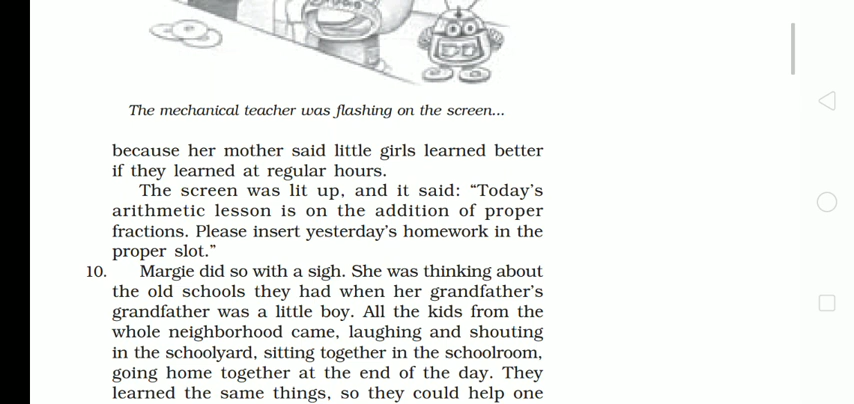 The mechanical teacher was flashing on the screen...
because her mother said little girls learned better
if they learned at regular hours.
The screen was lit up, and it said: “Today’s
arithmetic lesson is on the addition of proper
fractions. Please insert yesterday’s homework in the
proper slot.”
10. Margie did so with a sigh. She was thinking about
the old schools they had when her grandfather’s
grandfather was a little boy. All the kids from the
whole neighborhood came, laughing and shouting
in the schoolyard, sitting together in the schoolroom,
going home together at the end of the day. They
learned the same things, so they could help one